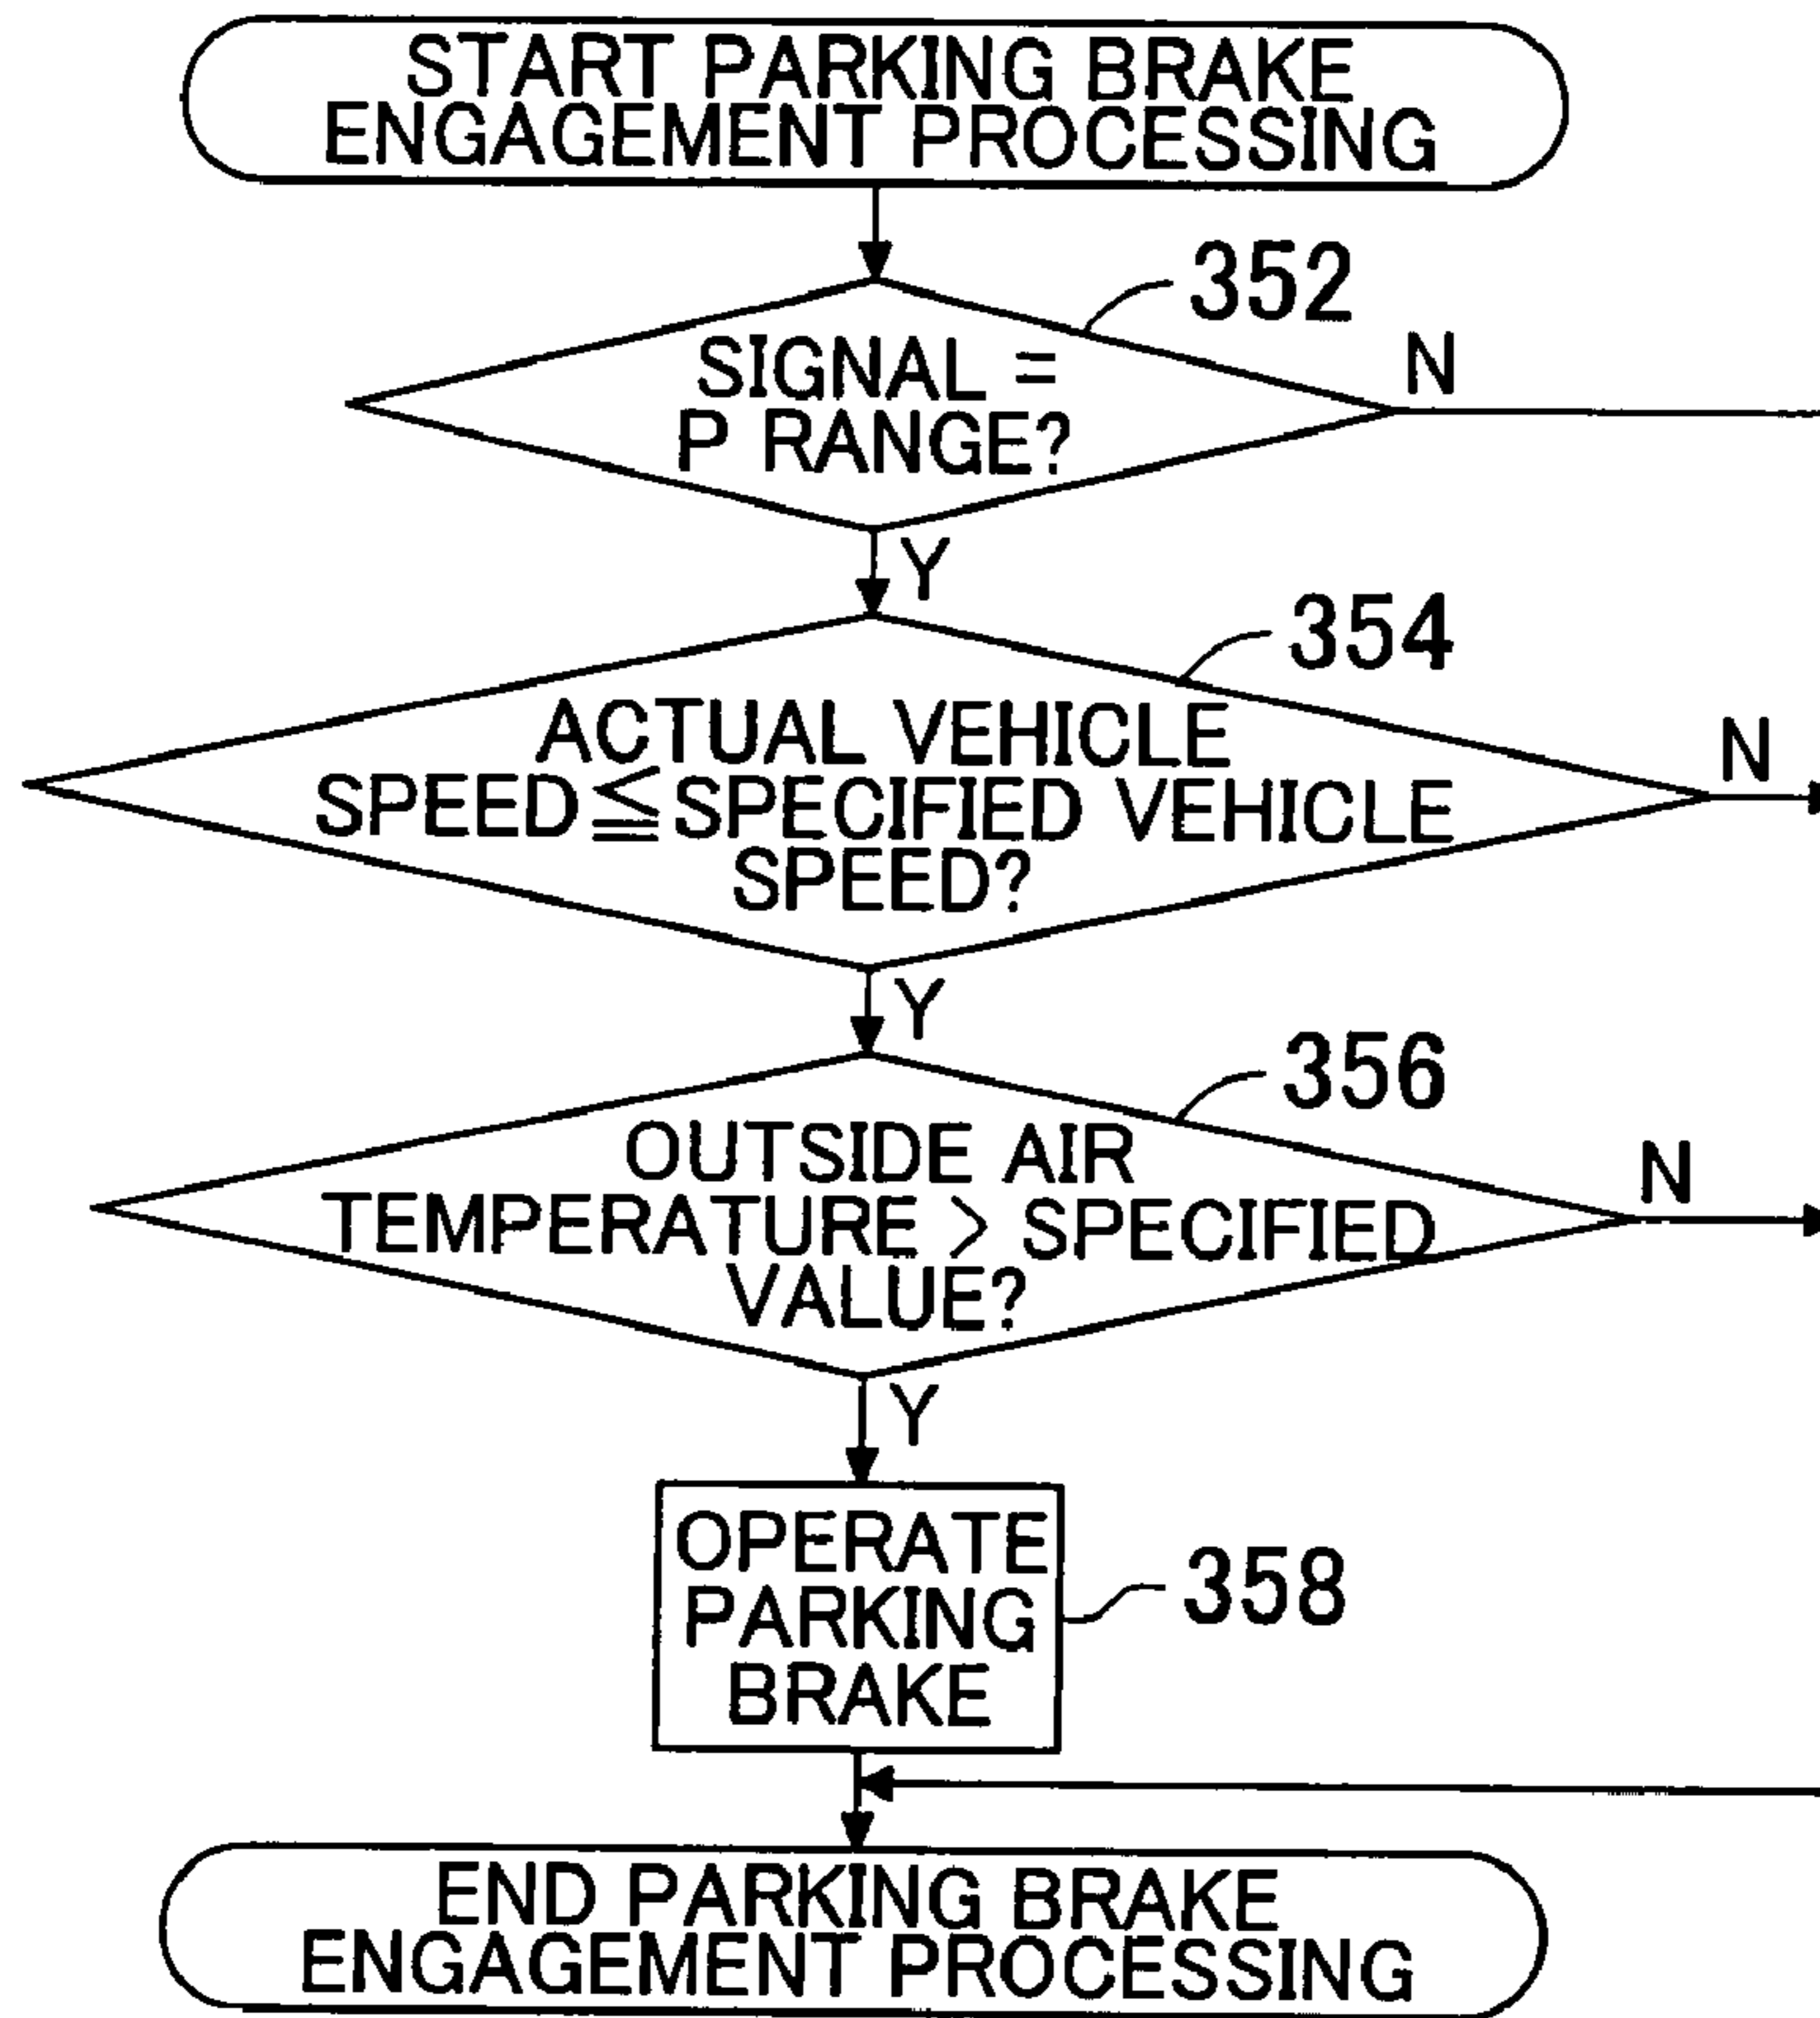 START PARKING BRAKE
ENGAGEMENT PROCESSING
352
SIGNAL =
P RANGE?
N
Y
354
ACTUAL VEHICLE
SPEED≦SPECIFIED VEHICLE
SPEED?
N
Y
356
OUTSIDE AIR
TEMPERATURE > SPECIFIED
VALUE?
N
Y
OPERATE
PARKING
BRAKE
358
END PARKING BRAKE
ENGAGEMENT PROCESSING